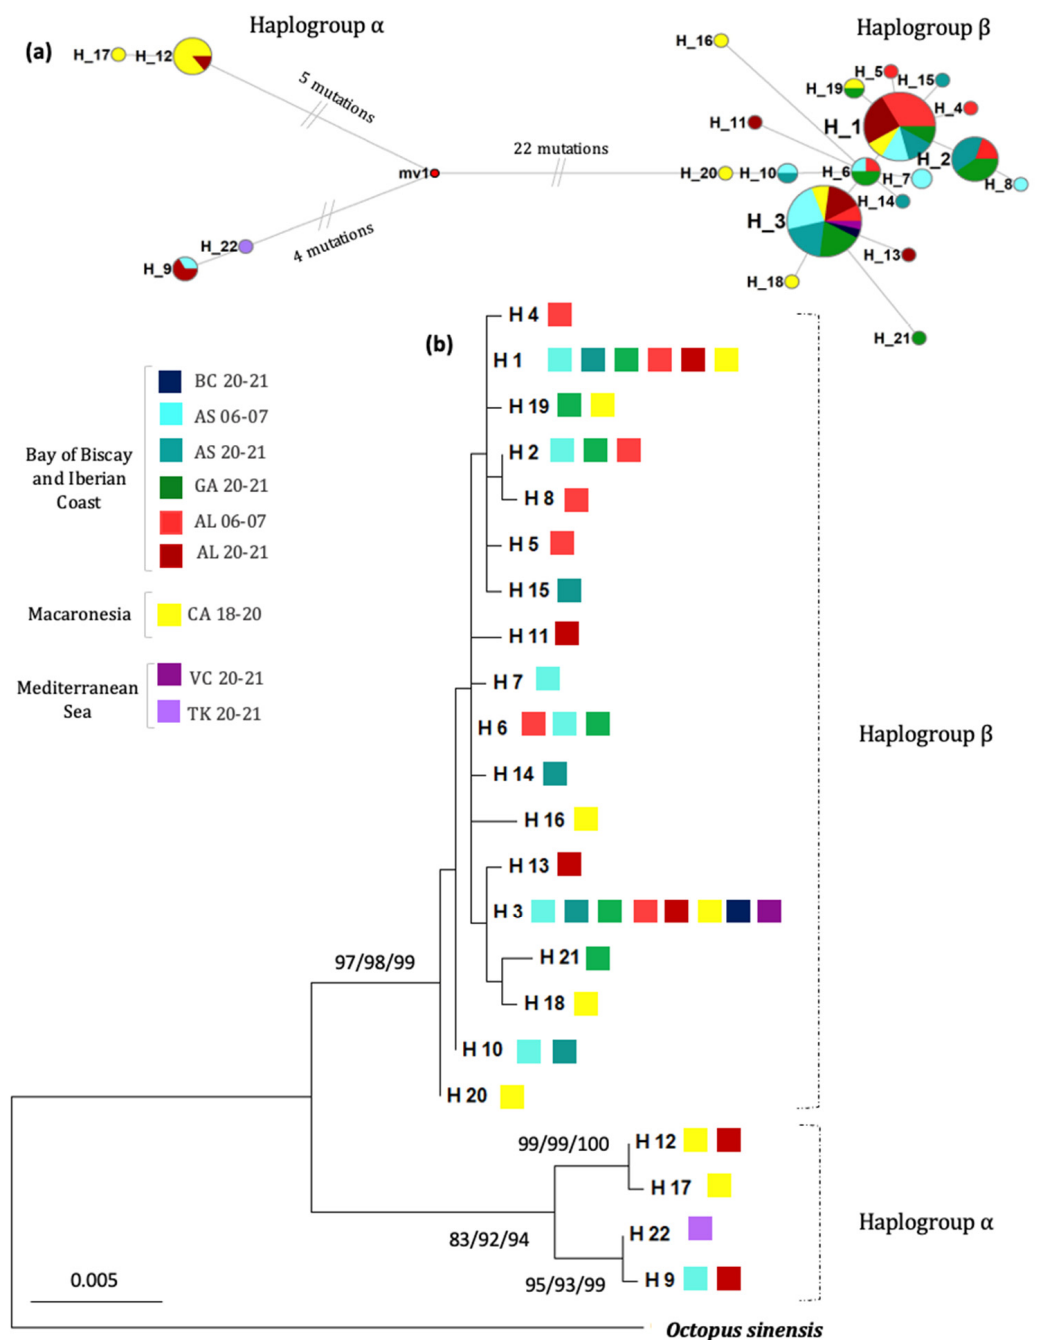 (a)
Haplogroup α
Haplogroup β
H_17
H_12
5 mutations
mv1
22 mutations
4 mutations
H_22
H_9
H_16
H_5
H_15
H_19
H_4
H_1
H_11
H_2
H_6
H_20
H_10
H_7
H_8
H_14
H_3
H_13
H_18
H_21
(b)
Bay of Biscay
and Iberian
Coast
BC 20-21
AS 06-07
AS 20-21
GA 20-21
AL 06-07
AL 20-21
Macaronesia
CA 18-20
Mediterranean
Sea
VC 20-21
TK 20-21
H 4
H 1
H 19
H 2
H 8
H 5
H 15
H 11
H 7
H 6
H 14
H 16
H 13
H 3
H 21
H 18
H 10
H 20
Haplogroup β
97/98/99
99/99/100
H 12
H 17
83/92/94
H 22
95/93/99
H 9
Haplogroup α
0.005
Octopus sinensis